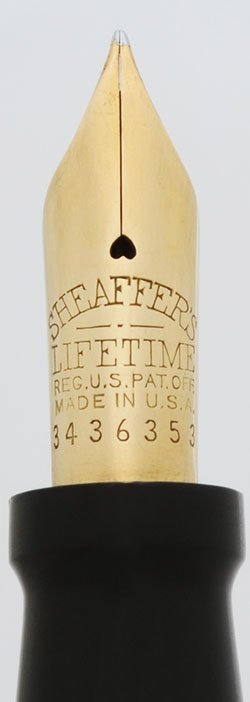 SHEAFFER'S
LIFETIME
REG.U.S.PAT.OFF.
MADE IN U.S.A.
3436353